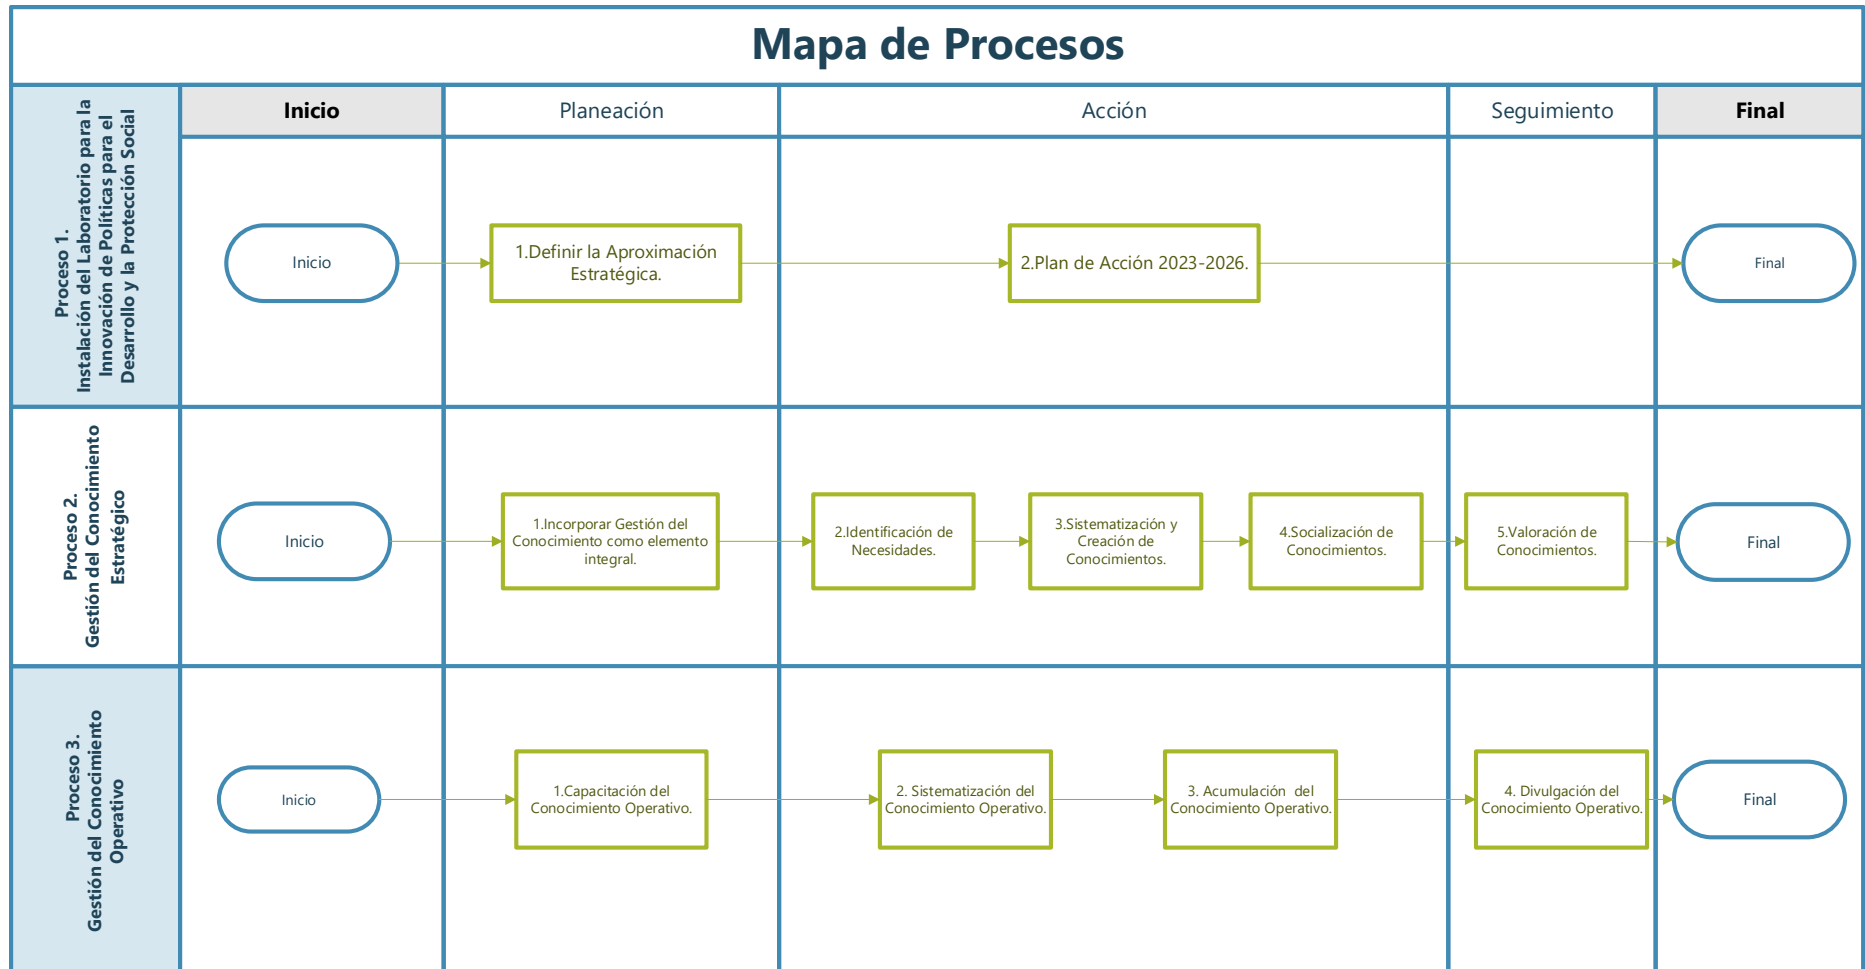 Mapa de Procesos
Inicio
Planeación
Acción
Seguimiento
Final
Proceso 1.
Instalación del Laboratorio para la
Innovación de Políticas para el
Desarrollo y la Protección Social
Inicio
1.Definir la Aproximación
Estratégica.
2.Plan de Acción 2023-2026.
Final
Proceso 2.
Gestión del Conocimiento
Estratégico
Inicio
1.Incorporar Gestión del
Conocimiento como elemento
integral.
2.Identificación de
Necesidades.
3.Sistematización y
Creación de
Conocimientos.
4.Socialización de
Conocimientos.
5.Valoración de
Conocimientos.
Final
Proceso 3.
Gestión del Conocimiento
Operativo
Inicio
1.Capacitación del
Conocimiento Operativo.
2. Sistematización del
Conocimiento Operativo.
3. Acumulación  del
Conocimiento Operativo.
4. Divulgación del
Conocimiento Operativo.
Final